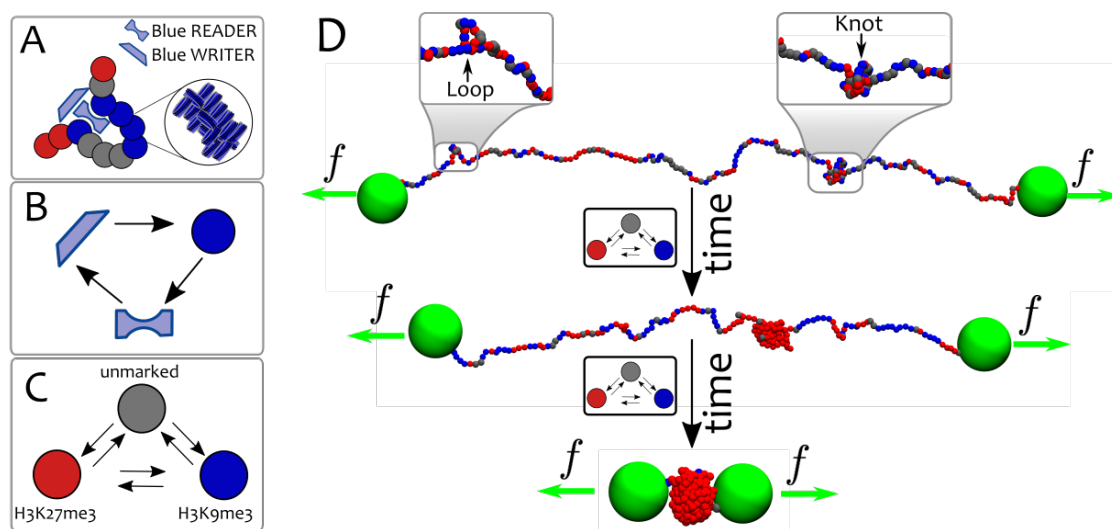 A
Blue READER
Blue WRITER
B
C
unmarked
H3K27me3
H3K9me3
D
Loop
Knot
f
f
time
f
f
time
f
f